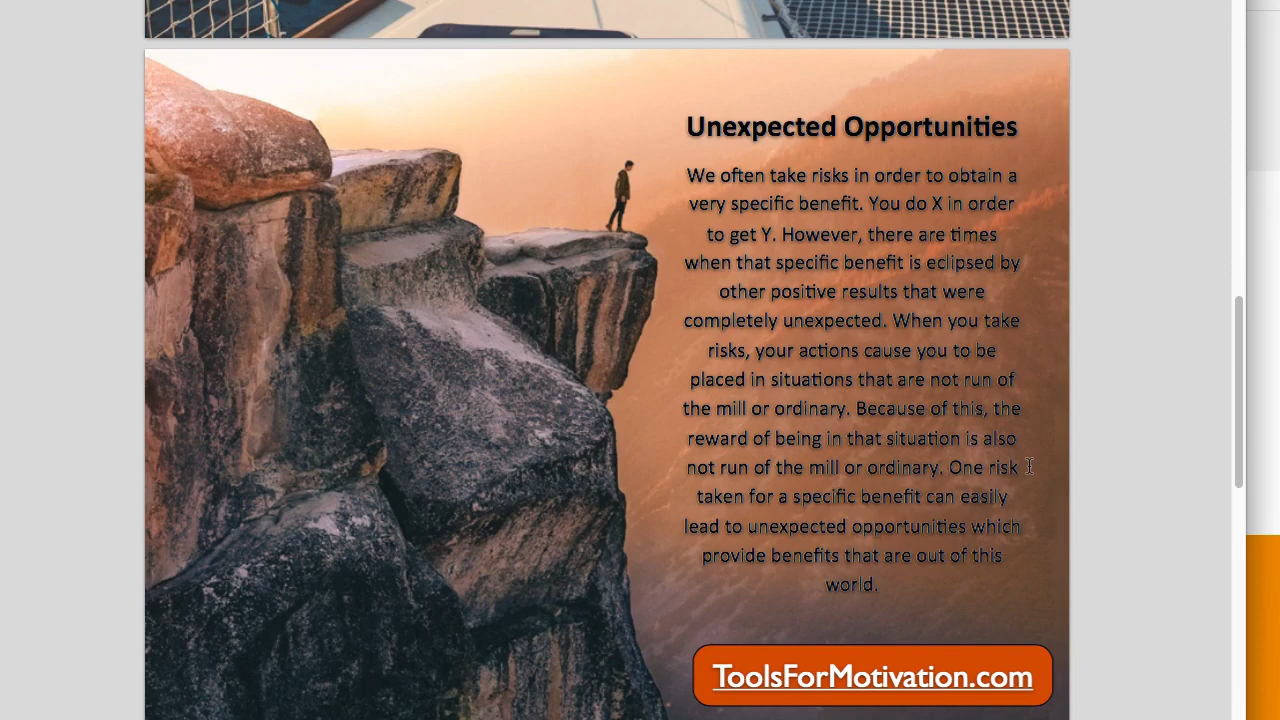 Unexpected Opportunities
We often take risks in order to obtain a
very specific benefit. You do X in order
to get Y. However, there are times
when that specific benefit is eclipsed by
other positive results that were
completely unexpected. When you take
risks, your actions cause you to be
placed in situations that are not run of
the mill or ordinary. Because of this, the
reward of being in that situation is also
not run of the mill or ordinary. One risk
taken for a specific benefit can easily
lead to unexpected opportunities which
provide benefits that are out of this
world.
ToolsForMotivation.com